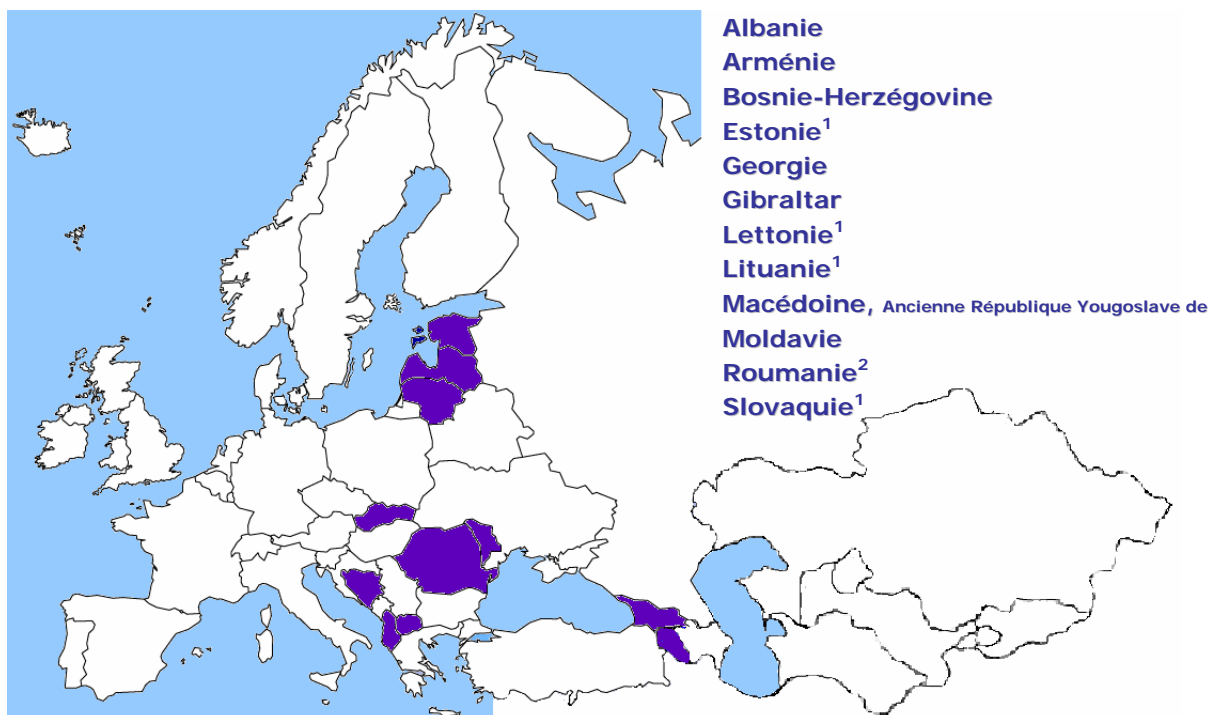 Albanie
Arménie
Bosnie-Herzégovine
Estonie¹
Georgie
Gibraltar
Lettonie¹
Lituanie¹
Macédoine, Ancienne République Yougoslave de
Moldavie
Roumanie²
Slovaquie¹